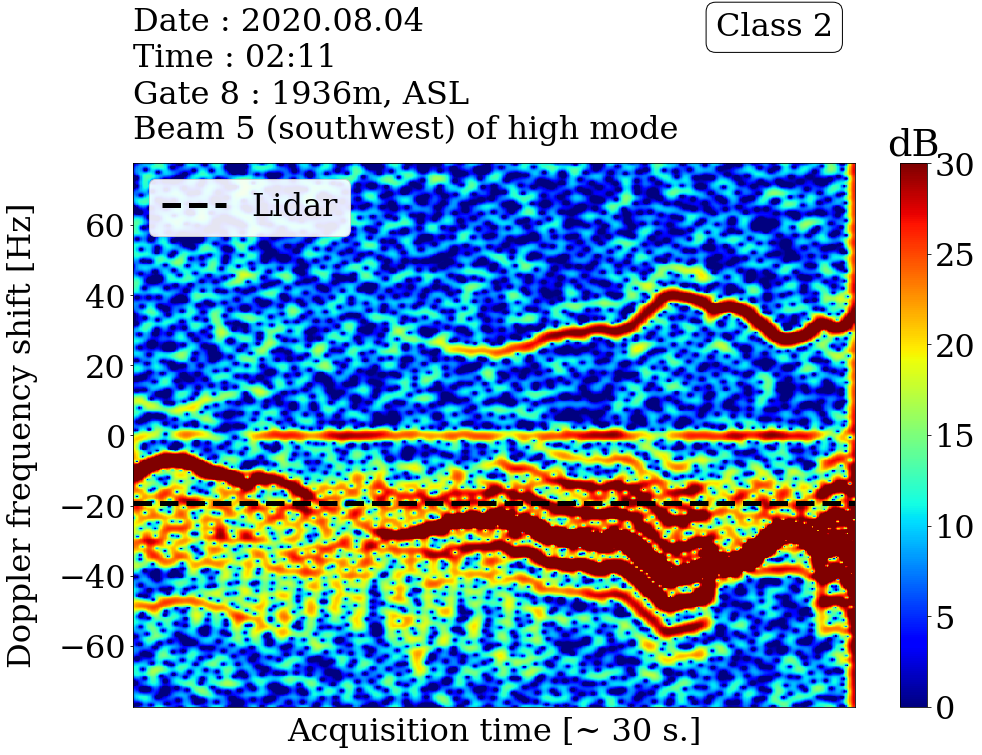 Date : 2020.08.04
Time : 02:11
Gate 8 : 1936m, ASL
Beam 5 (southwest) of high mode
Class 2
dB
Lidar
Doppler frequency shift [Hz]
60
40
20
0
−20
−40
−60
30
25
20
15
10
5
0
Acquisition time [~ 30 s.]